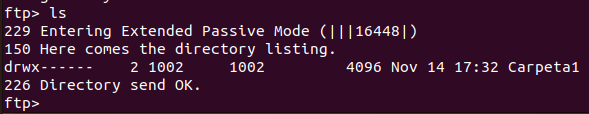 ftp> ls
229 Entering Extended Passive Mode (|||16448|)
150 Here comes the directory listing.
drwx------    2 1002     1002         4096 Nov 14 17:32 Carpeta1
226 Directory send OK.
ftp>